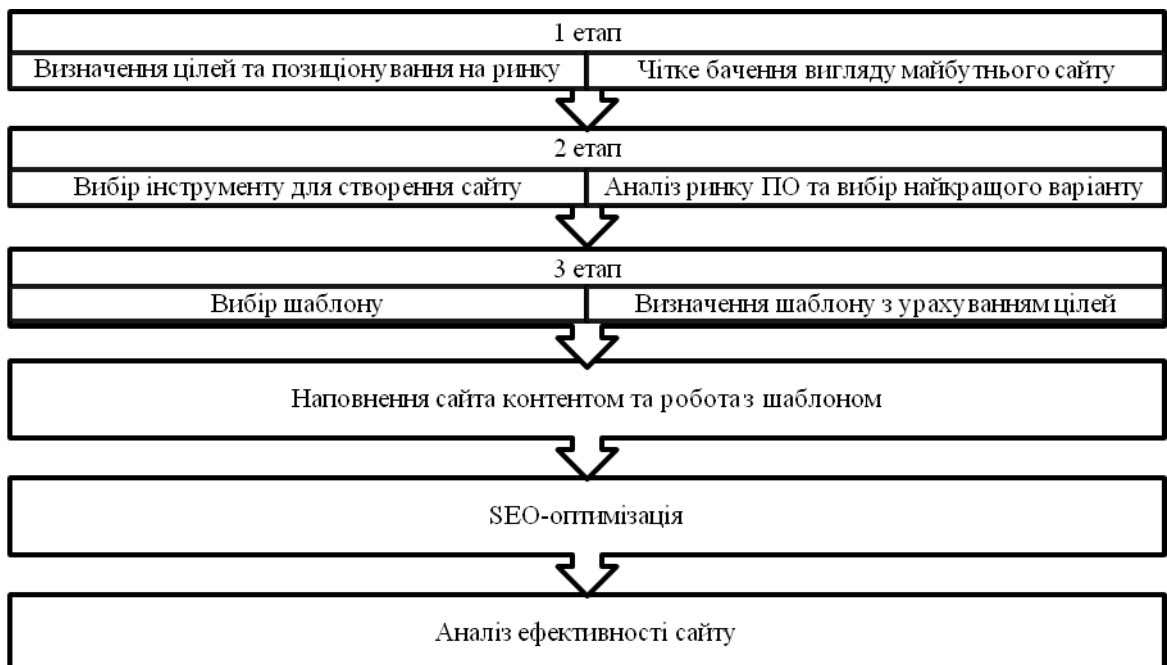 1 етап
Визначення цілей та позиціонування на ринку
Чітке бачення вигляду майбутнього сайту
2 етап
Вибір інструменту для створення сайту
Аналіз ринку ПО та вибір найкращого варіанту
3 етап
Вибір шаблону
Визначення шаблону з урахуванням цілей
Наповнення сайта контентом та робота з шаблоном
SEO-оптимізація
Аналіз ефективності сайту